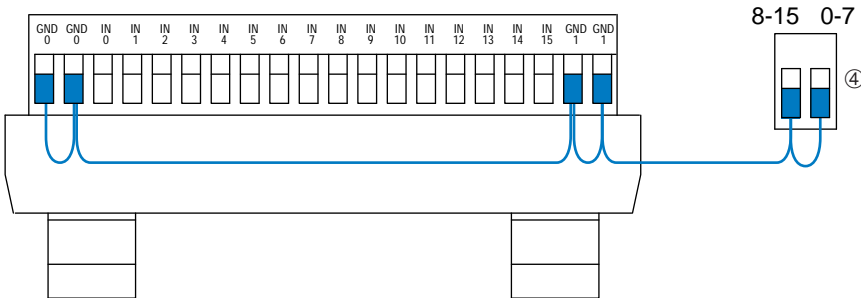 8-15 0-7
GND GND IN IN IN IN IN IN IN IN IN IN IN IN IN IN IN IN GND GND
0 0 0 1 2 3 4 5 6 7 8 9 10 11 12 13 14 15 1 1
④